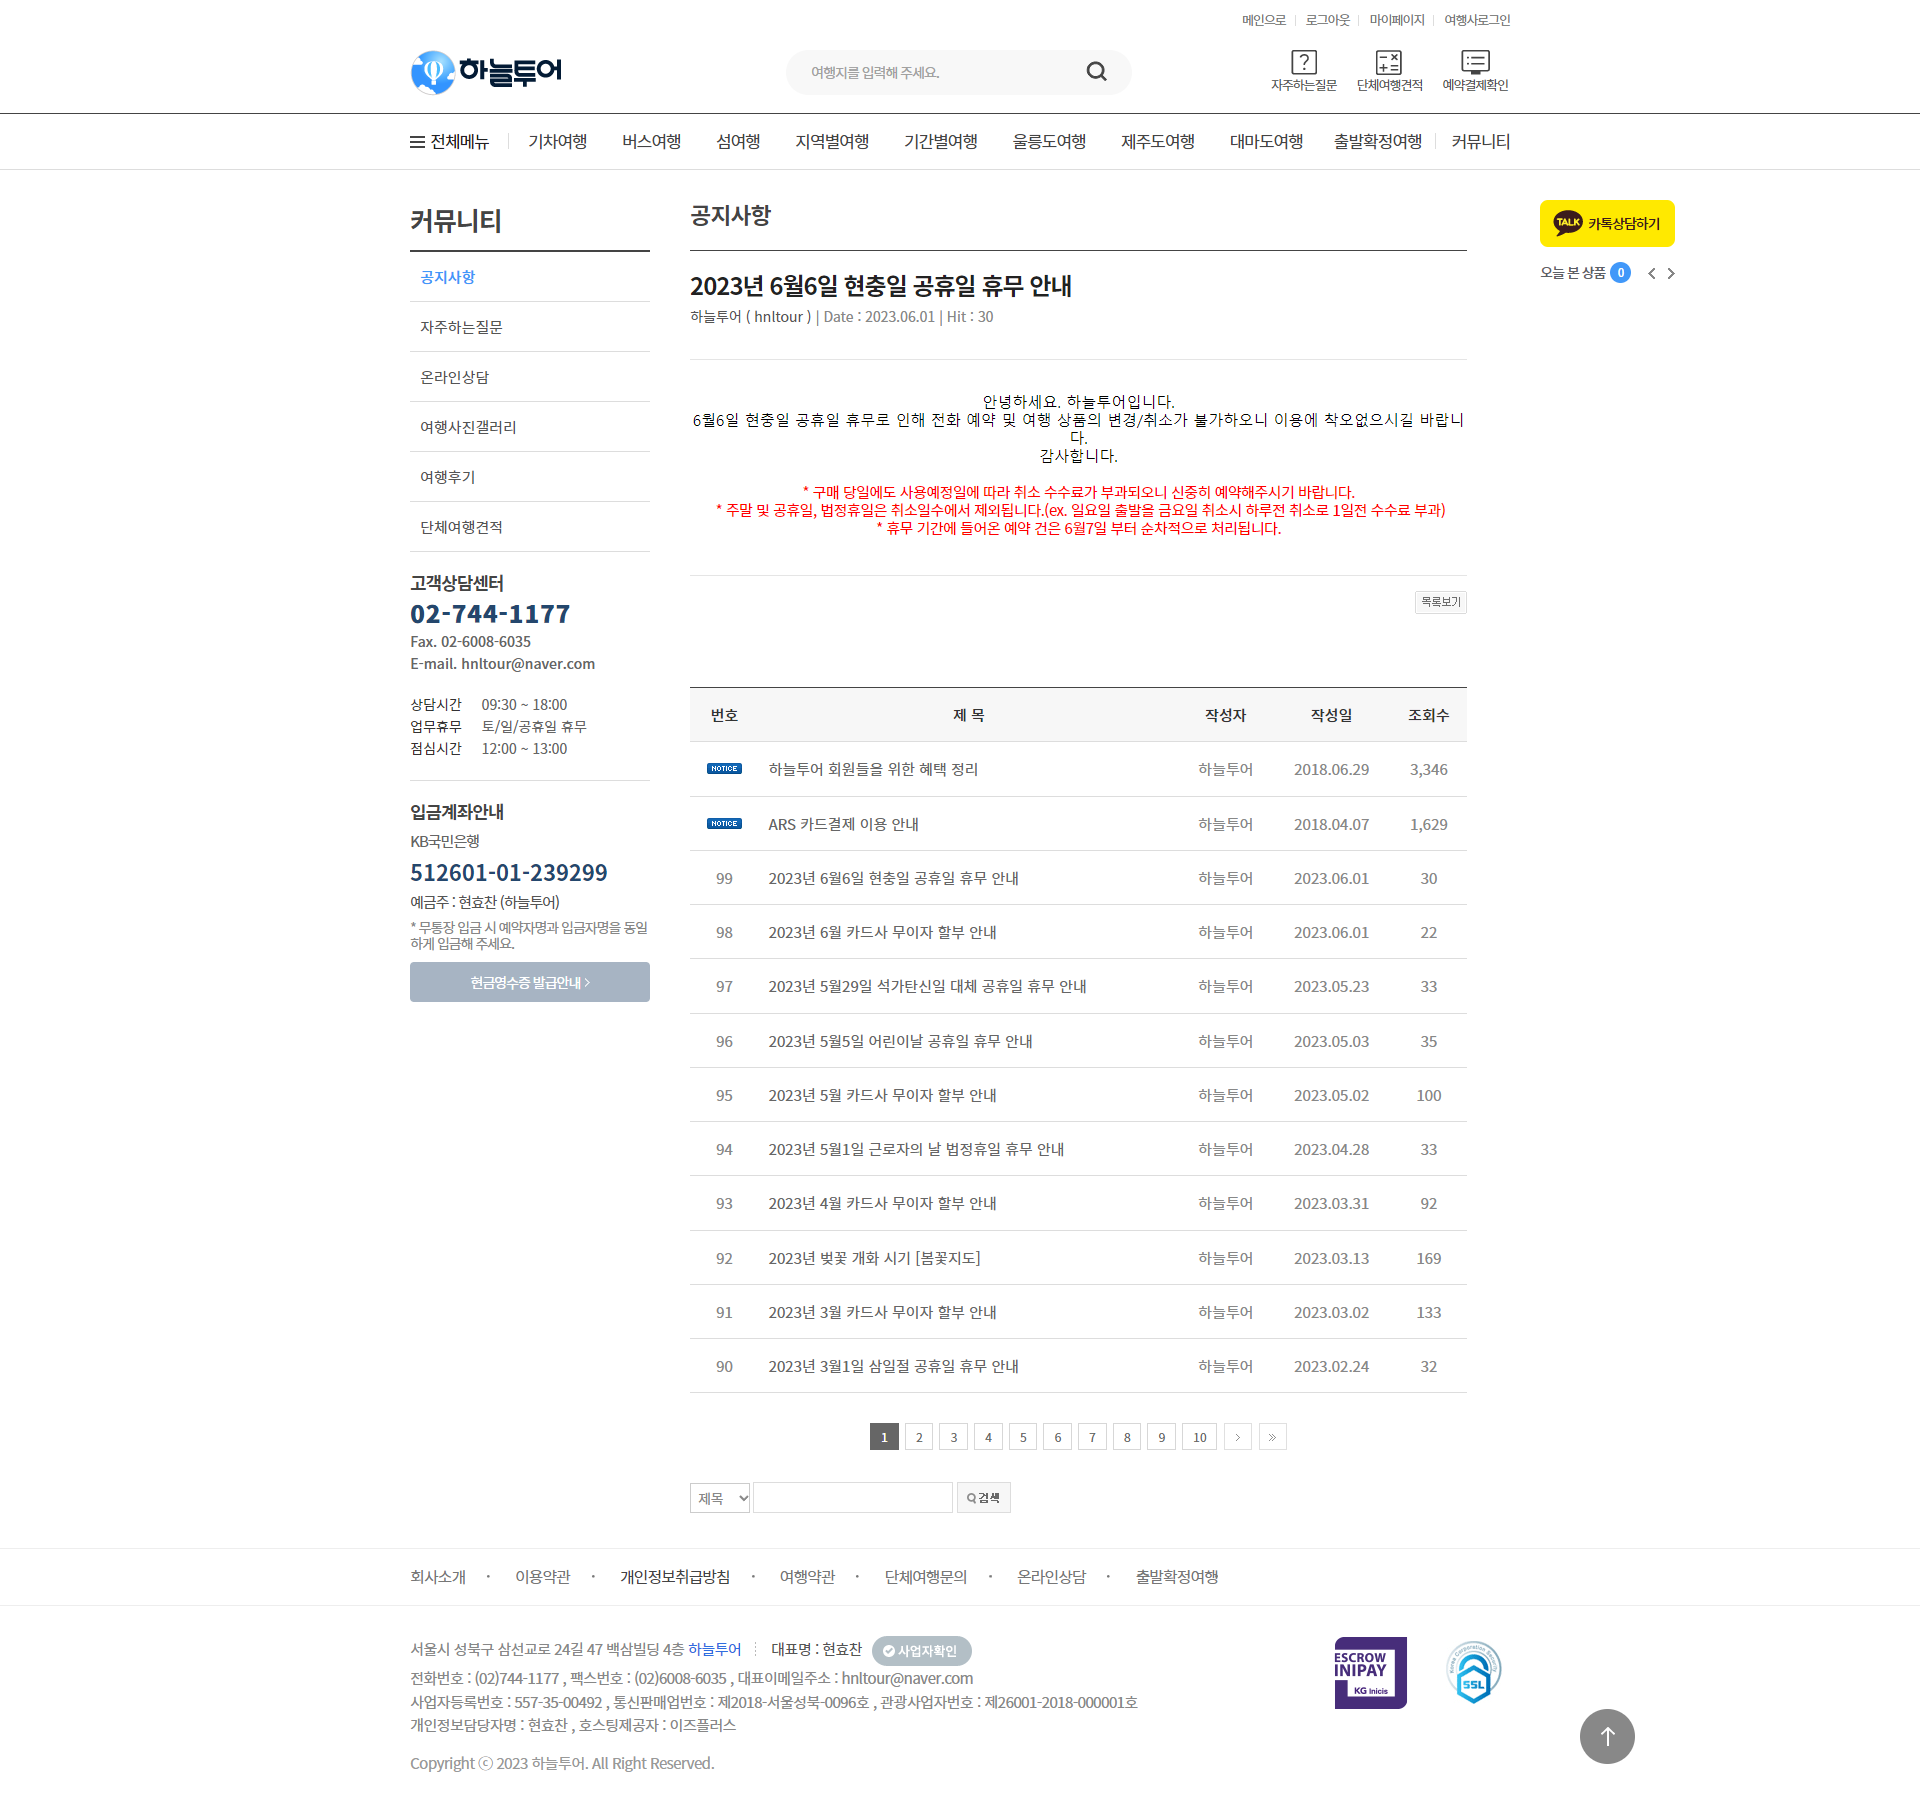 메인으로
로그아웃
마이페이지
여행사로그인
하늘투어
여행지를 입력해 주세요.
자주하는질문
단체여행견적
예약결제확인
전체메뉴
기차여행
버스여행
섬여행
지역별여행
기간별여행
울릉도여행
제주도여행
대마도여행
출발확정여행
커뮤니티
커뮤니티
공지사항
자주하는질문
온라인상담
여행사진갤러리
여행후기
단체여행견적
고객상담센터
02-744-1177
Fax. 02-6008-6035
E-mail. hnltour@naver.com
상담시간 09:30 ~ 18:00
업무휴무 토/일/공휴일 휴무
점심시간 12:00 ~ 13:00
입금계좌안내
KB국민은행
512601-01-239299
예금주 : 현효찬 (하늘투어)
* 무통장 입금 시 예약자명과 입금자명을 동일
하게 입금해 주세요.
현금영수증 발급안내 >
공지사항
2023년 6월6일 현충일 공휴일 휴무 안내
하늘투어 ( hnltour ) | Date : 2023.06.01 | Hit : 30
안녕하세요. 하늘투어입니다.
6월6일 현충일 공휴일 휴무로 인해 전화 예약 및 여행 상품의 변경/취소가 불가하오니 이용에 착오없으시길 바랍니
다.
감사합니다.
* 구매 당일에도 사용예정일에 따라 취소 수수료가 부과되오니 신중히 예약해주시기 바랍니다.
* 주말 및 공휴일, 법정휴일은 취소일수에서 제외됩니다.(ex. 일요일 출발을 금요일 취소시 하루전 취소로 1일전 수수료 부과)
* 휴무 기간에 들어온 예약 건은 6월7일 부터 순차적으로 처리됩니다.
목록보기
번호 제 목 작성자 작성일 조회수
NOTICE 하늘투어 회원들을 위한 혜택 정리 하늘투어 2018.06.29 3,346
NOTICE ARS 카드결제 이용 안내 하늘투어 2018.04.07 1,629
99 2023년 6월6일 현충일 공휴일 휴무 안내 하늘투어 2023.06.01 30
98 2023년 6월 카드사 무이자 할부 안내 하늘투어 2023.06.01 22
97 2023년 5월29일 석가탄신일 대체 공휴일 휴무 안내 하늘투어 2023.05.23 33
96 2023년 5월5일 어린이날 공휴일 휴무 안내 하늘투어 2023.05.03 35
95 2023년 5월 카드사 무이자 할부 안내 하늘투어 2023.05.02 100
94 2023년 5월1일 근로자의 날 법정휴일 휴무 안내 하늘투어 2023.04.28 33
93 2023년 4월 카드사 무이자 할부 안내 하늘투어 2023.03.31 92
92 2023년 벚꽃 개화 시기 [봄꽃지도] 하늘투어 2023.03.13 169
91 2023년 3월 카드사 무이자 할부 안내 하늘투어 2023.03.02 133
90 2023년 3월1일 삼일절 공휴일 휴무 안내 하늘투어 2023.02.24 32
1 2 3 4 5 6 7 8 9 10 > »
제목
검색
TALK 카톡상담하기
오늘 본 상품 0
회사소개 · 이용약관 · 개인정보취급방침 · 여행약관 · 단체여행문의 · 온라인상담 · 출발확정여행
서울시 성북구 삼선교로 24길 47 백삼빌딩 4층 하늘투어 대표명 : 현효찬 사업자확인
전화번호 : (02)744-1177 , 팩스번호 : (02)6008-6035 , 대표이메일주소 : hnltour@naver.com
사업자등록번호 : 557-35-00492 , 통신판매업번호 : 제2018-서울성북-0096호 , 관광사업자번호 : 제26001-2018-000001호
개인정보담당자명 : 현효찬 , 호스팅제공자 : 이즈플러스
Copyright ⓒ 2023 하늘투어. All Right Reserved.
ESCROW
INIPAY
KG Inicis
Korea Corporation Security
SSL